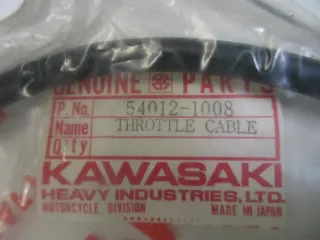 GENUINE PARTS
P.No. 54012-1008
Name THROTTLE CABLE
Q'ty
KAWASAKI
HEAVY INDUSTRIES, LTD.
MOTORCYCLE DIVISION MADE IN JAPAN